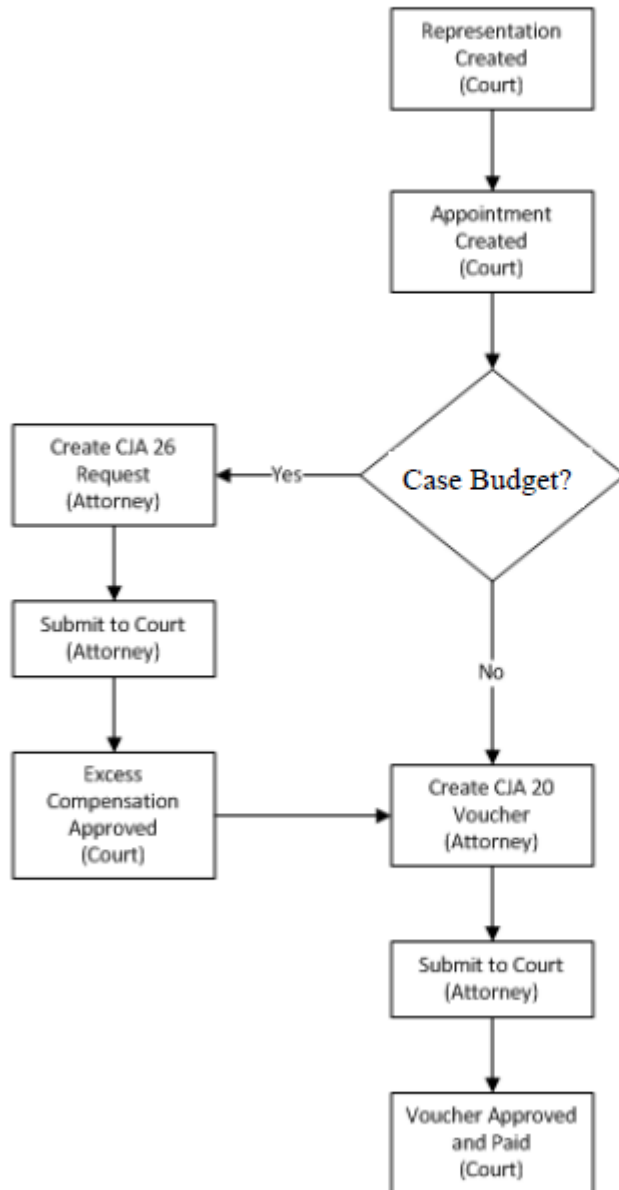 Representation
Created
(Court)
Appointment
Created
(Court)
Case Budget?
Yes
Create CJA 26
Request
(Attorney)
Submit to Court
(Attorney)
Excess
Compensation
Approved
(Court)
No
Create CJA 20
Voucher
(Attorney)
Submit to Court
(Attorney)
Voucher Approved
and Paid
(Court)